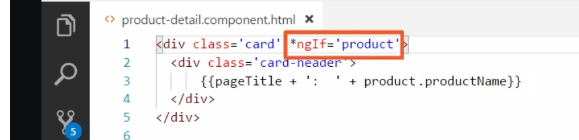 product-detail.component.html ×
1 <div class='card' *ngIf='product'>
2 <div class='card-header'>
3 {{pageTitle + ': ' + product.productName}}
4 </div>
5 </div>
6
5